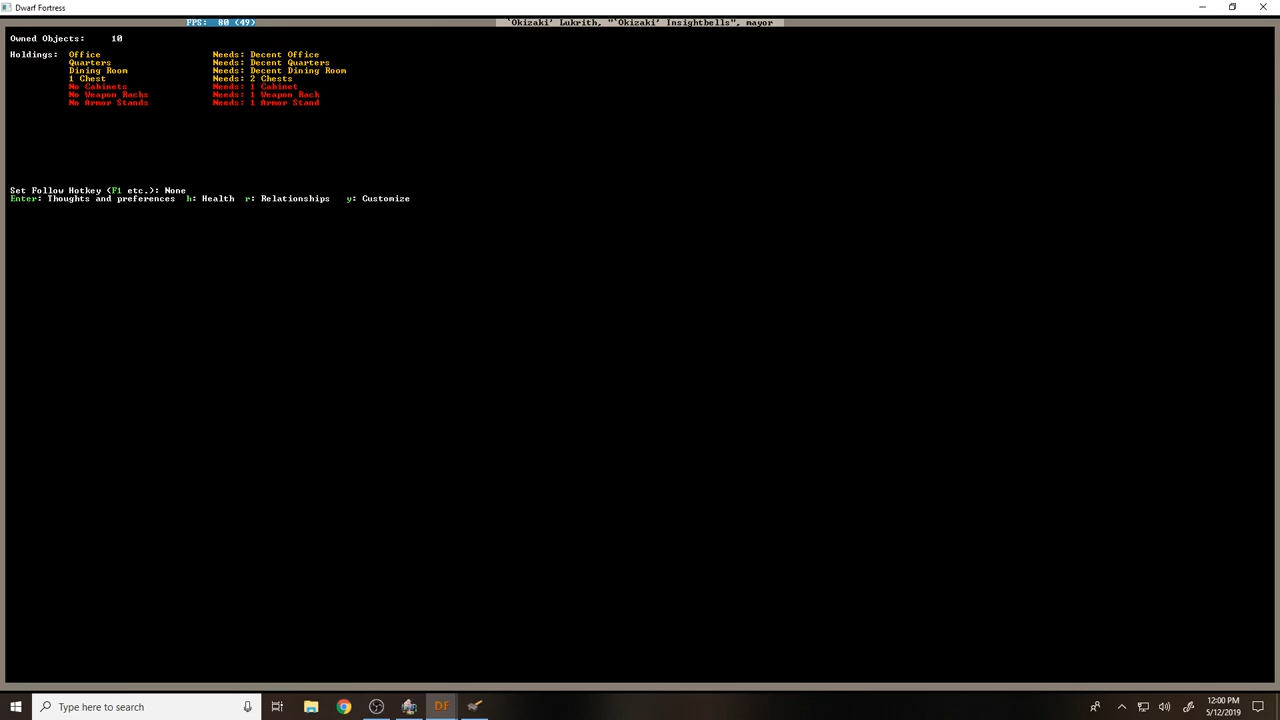 Dwarf Fortress
FPS: 80 (49)
`Okizaki' Lukrith, "`Okizaki' Insightbells", mayor
Owned Objects: 10
Holdings: Office Needs: Decent Office
Quarters Needs: Decent Quarters
Dining Room Needs: Decent Dining Room
1 Chest Needs: 2 Chests
No Cabinets Needs: 1 Cabinet
No Weapon Racks Needs: 1 Weapon Rack
No Armor Stands Needs: 1 Armor Stand
Set Follow Hotkey (F1 etc.): None
Enter: Thoughts and preferences h: Health r: Relationships y: Customize
Type here to search
DF
12:00 PM
5/12/2019